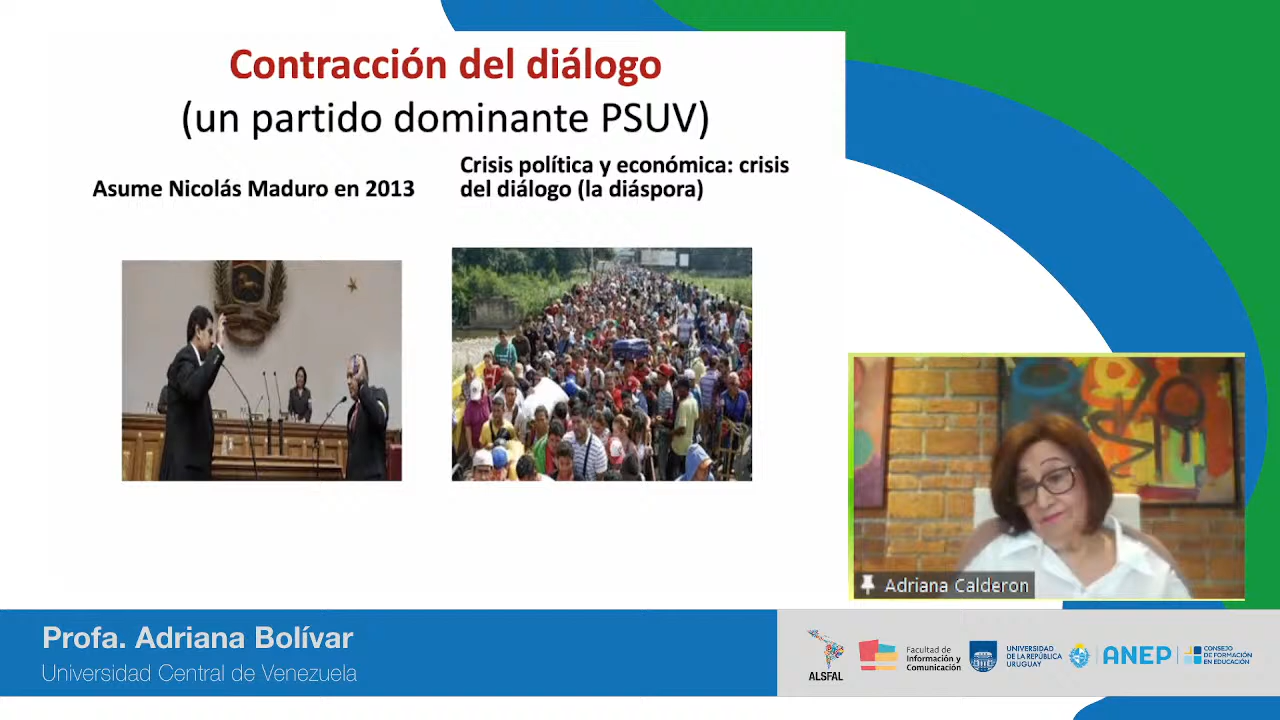 Contracción del diálogo
(un partido dominante PSUV)
Asume Nicolás Maduro en 2013
Crisis política y económica: crisis
del diálogo (la diáspora)
Adriana Calderon
Profa. Adriana Bolívar
Universidad Central de Venezuela
ALSFAL
Facultad de
Información y
Comunicación
UNIVERSIDAD
DE LA REPÚBLICA
URUGUAY
ANEP
CONSEJO
DE FORMACIÓN
EN EDUCACIÓN